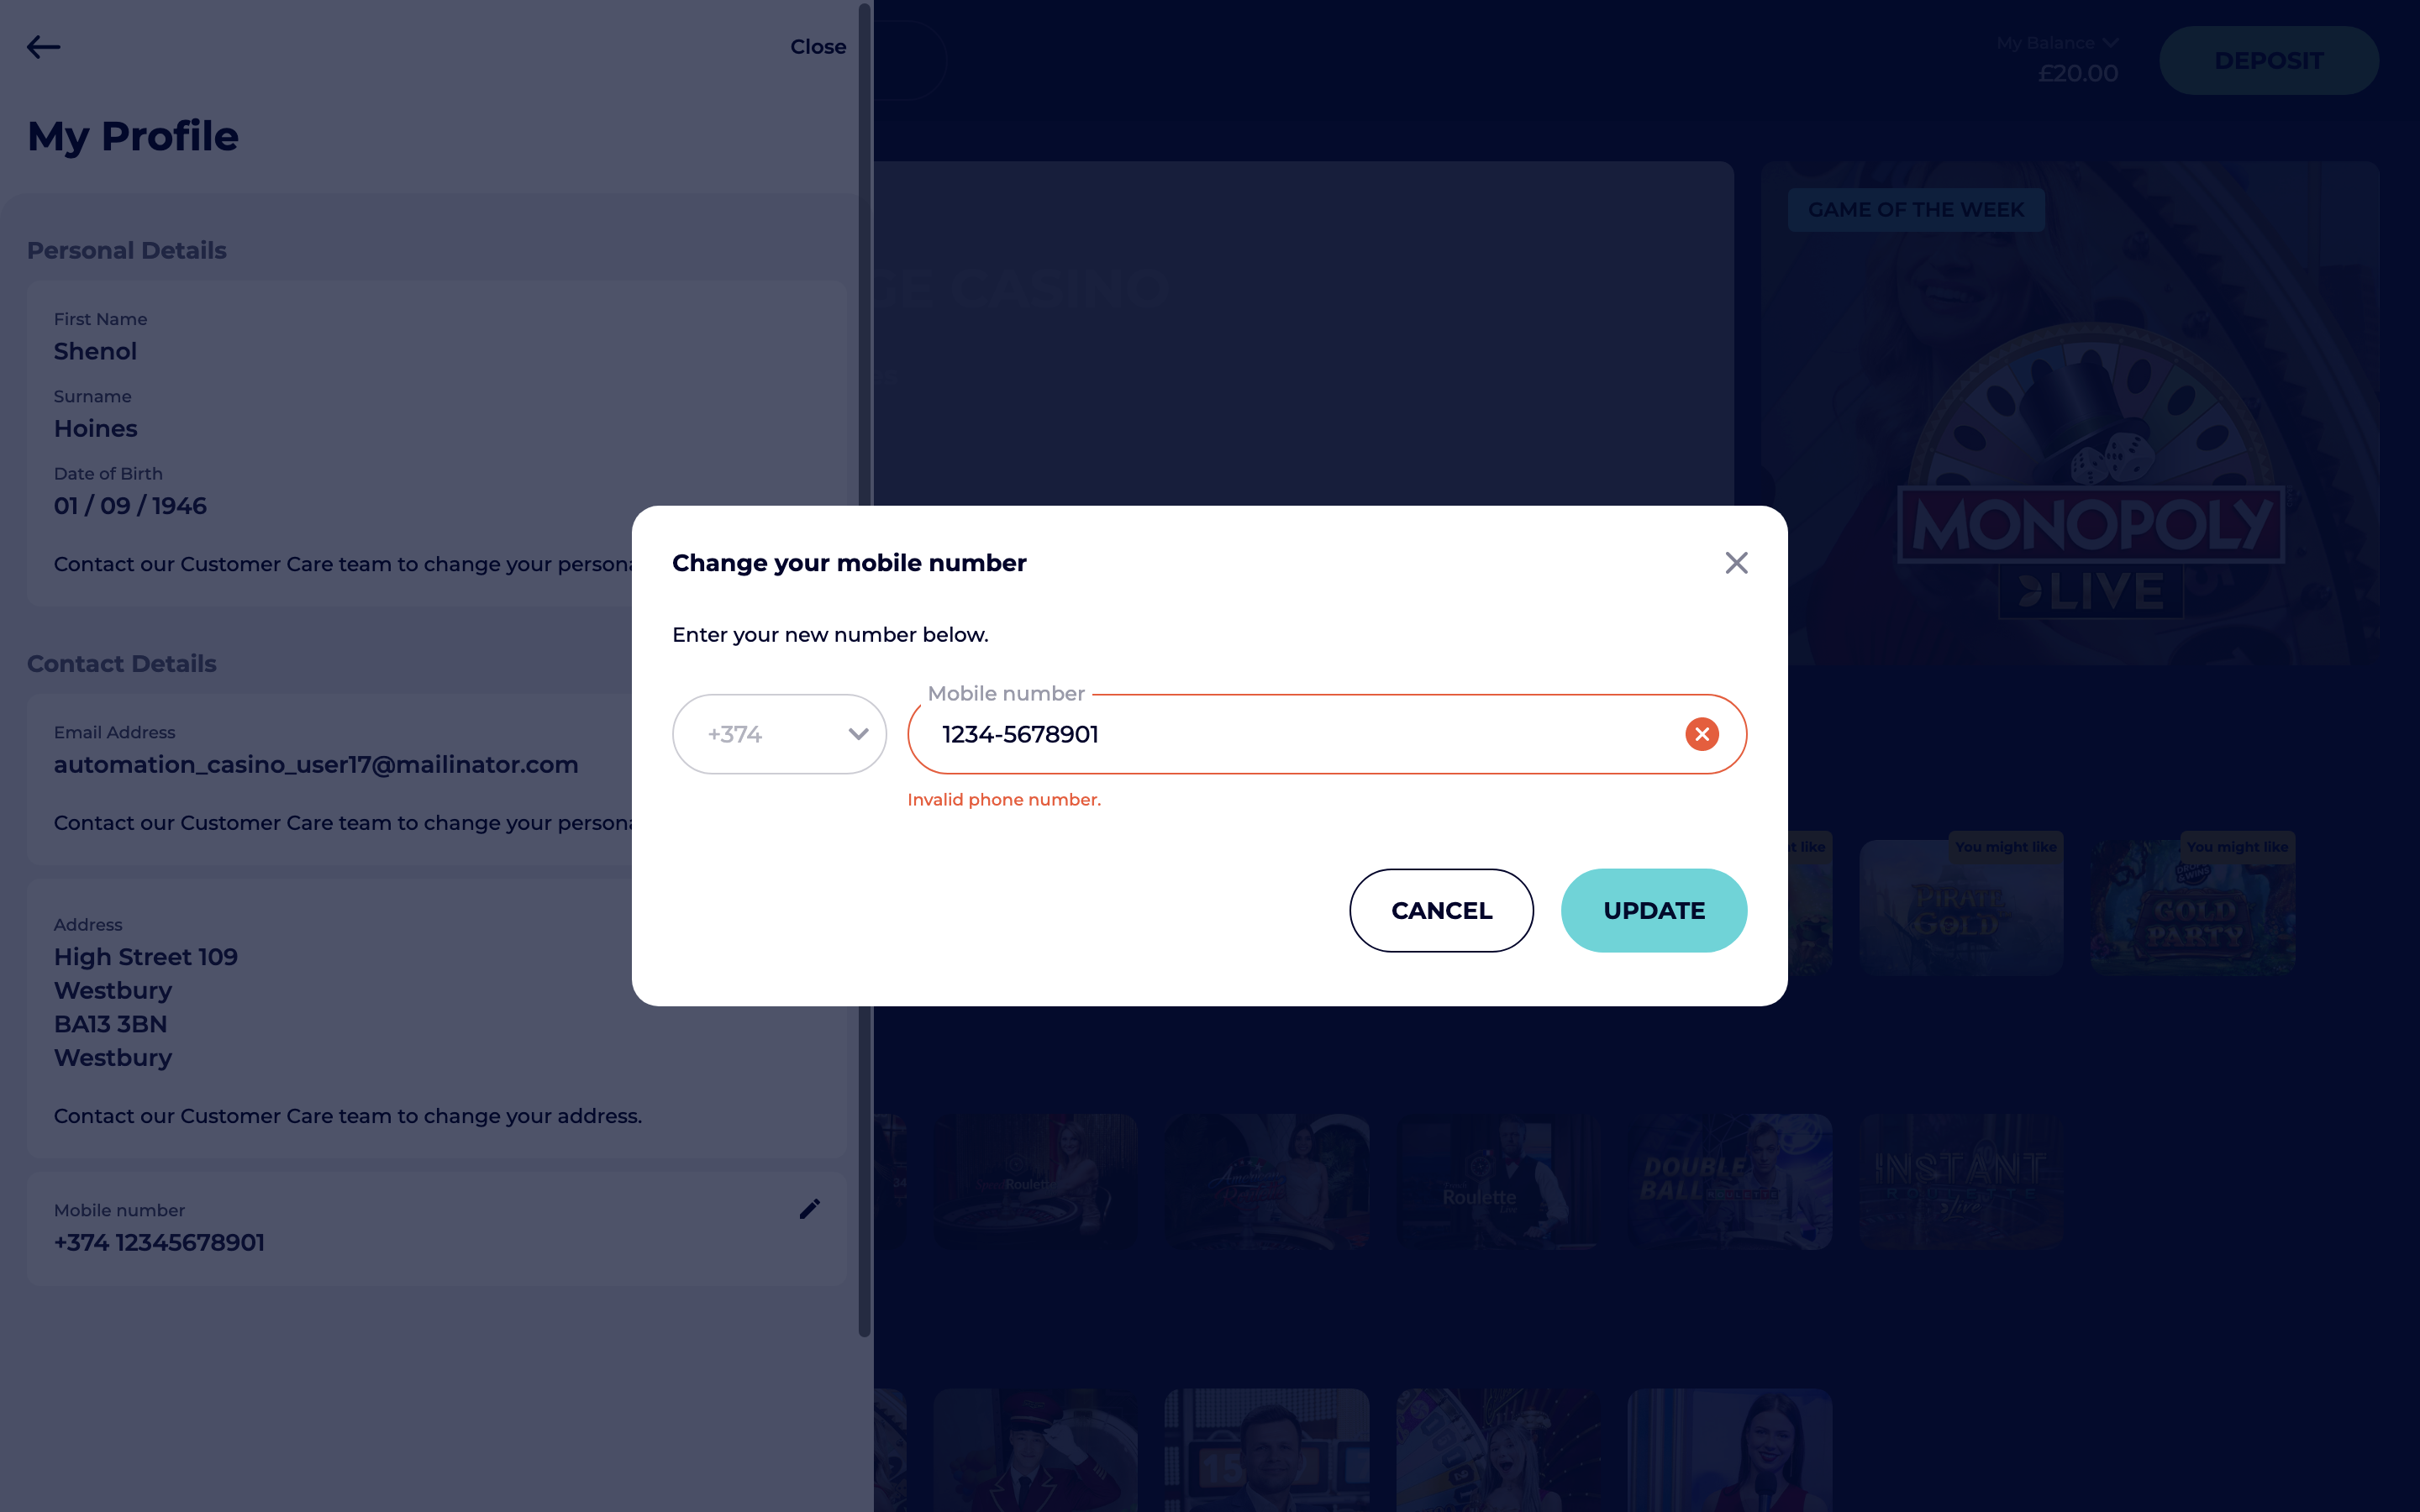 Close
My Balance
£20.00
DEPOSIT
My Profile
Personal Details
First Name
Shenol
Surname
Hoines
Date of Birth
01 / 09 / 1946
Contact our Customer Care team to change your persona
Contact Details
Email Address
automation_casino_user17@mailinator.com
Contact our Customer Care team to change your persona
Address
High Street 109
Westbury
BA13 3BN
Westbury
Contact our Customer Care team to change your address.
Mobile number
+374 12345678901
GE CASINO
GAME OF THE WEEK
MONOPOLY
LIVE
Change your mobile number
Enter your new number below.
+374
Mobile number
1234-5678901
Invalid phone number.
CANCEL
UPDATE
t like
You might like
You might like
PIRATE
GOLD
GOLD
PARTY
Roulette
Roulette
Live
DOUBLE
BALL
INSTANT